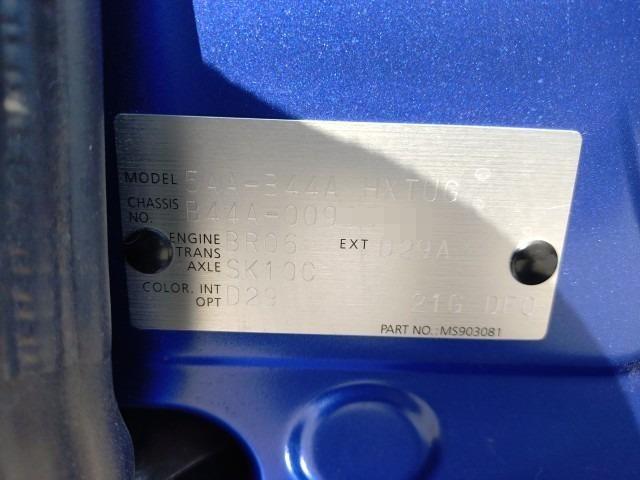 MODEL 5AA-B44A HXTUG
CHASSIS NO. B44A-009
ENGINE BR06 EXT D29A
TRANS AXLE SK10C
COLOR. INT OPT D29 21G DFQ
PART NO.:MS903081